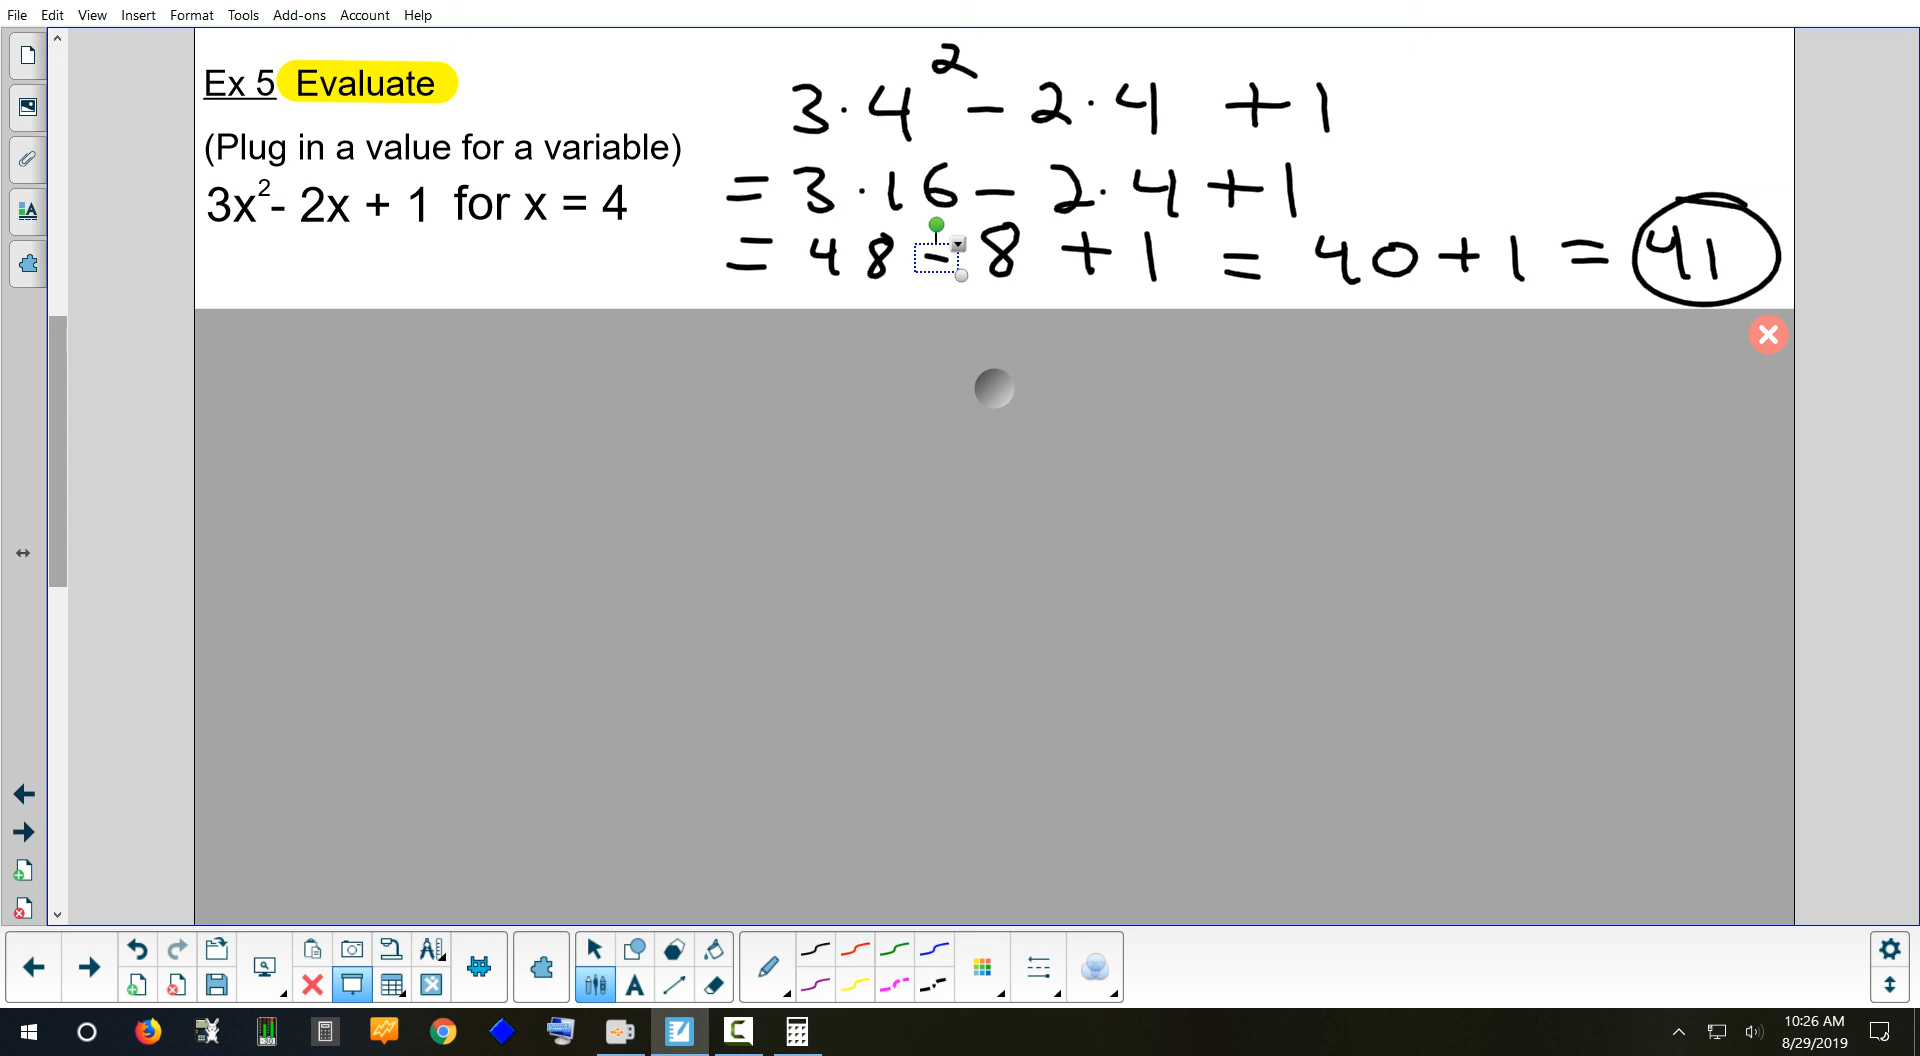 File Edit View Insert Format Tools Add-ons Account Help
Ex 5 Evaluate
(Plug in a value for a variable)
3x² - 2x + 1 for x = 4
3·4² - 2·4 + 1
= 3·16 - 2·4 + 1
= 48 - 8 + 1 = 40 + 1 = 41
10:26 AM
8/29/2019